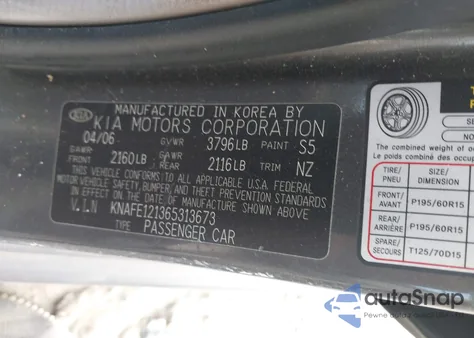 MANUFACTURED IN KOREA BY
KIA KIA MOTORS CORPORATION
04/06 GVWR 3796LB PAINT S5
GAWR FRONT 2160LB GAWR REAR 2116LB TRIM NZ
THIS VEHICLE CONFORMS TO ALL APPLICABLE U.S.A. FEDERAL
MOTOR VEHICLE SAFETY, BUMPER, AND THEFT PREVENTION STANDARDS
IN EFFECT ON THE DATE OF MANUFACTURE SHOWN ABOVE
V.I.N KNAFE121365313673
TYPE PASSENGER CAR
The combined weight of
Le poids combiné des oc
TIRE/PNEU SIZE/DIMENSION
FRONT/AVANT P195/60R15
REAR/ARRIÈRE P195/60R15
SPARE/SECOURS T125/70D15
autoSnap